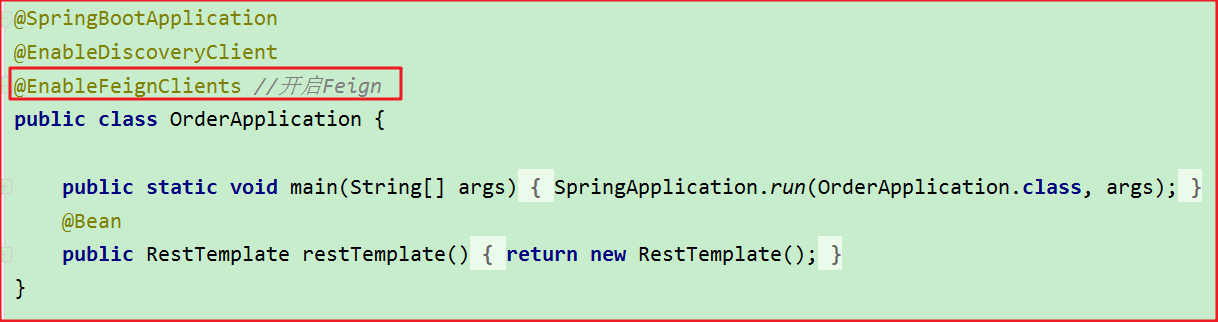 @SpringBootApplication
@EnableDiscoveryClient
@EnableFeignClients //开启Feign
public class OrderApplication {
public static void main(String[] args) { SpringApplication.run(OrderApplication.class, args); }
@Bean
public RestTemplate restTemplate() { return new RestTemplate(); }
}